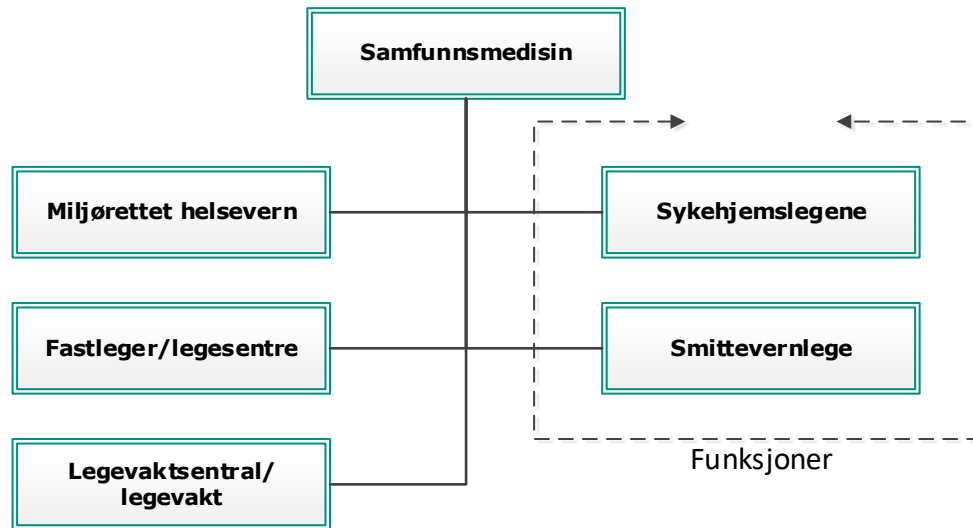 Samfunnsmedisin
Miljørettet helsevern
Sykehjemslegene
Fastleger/legesentre
Smittevernlege
Legevaktsentral/
legevakt
Funksjoner